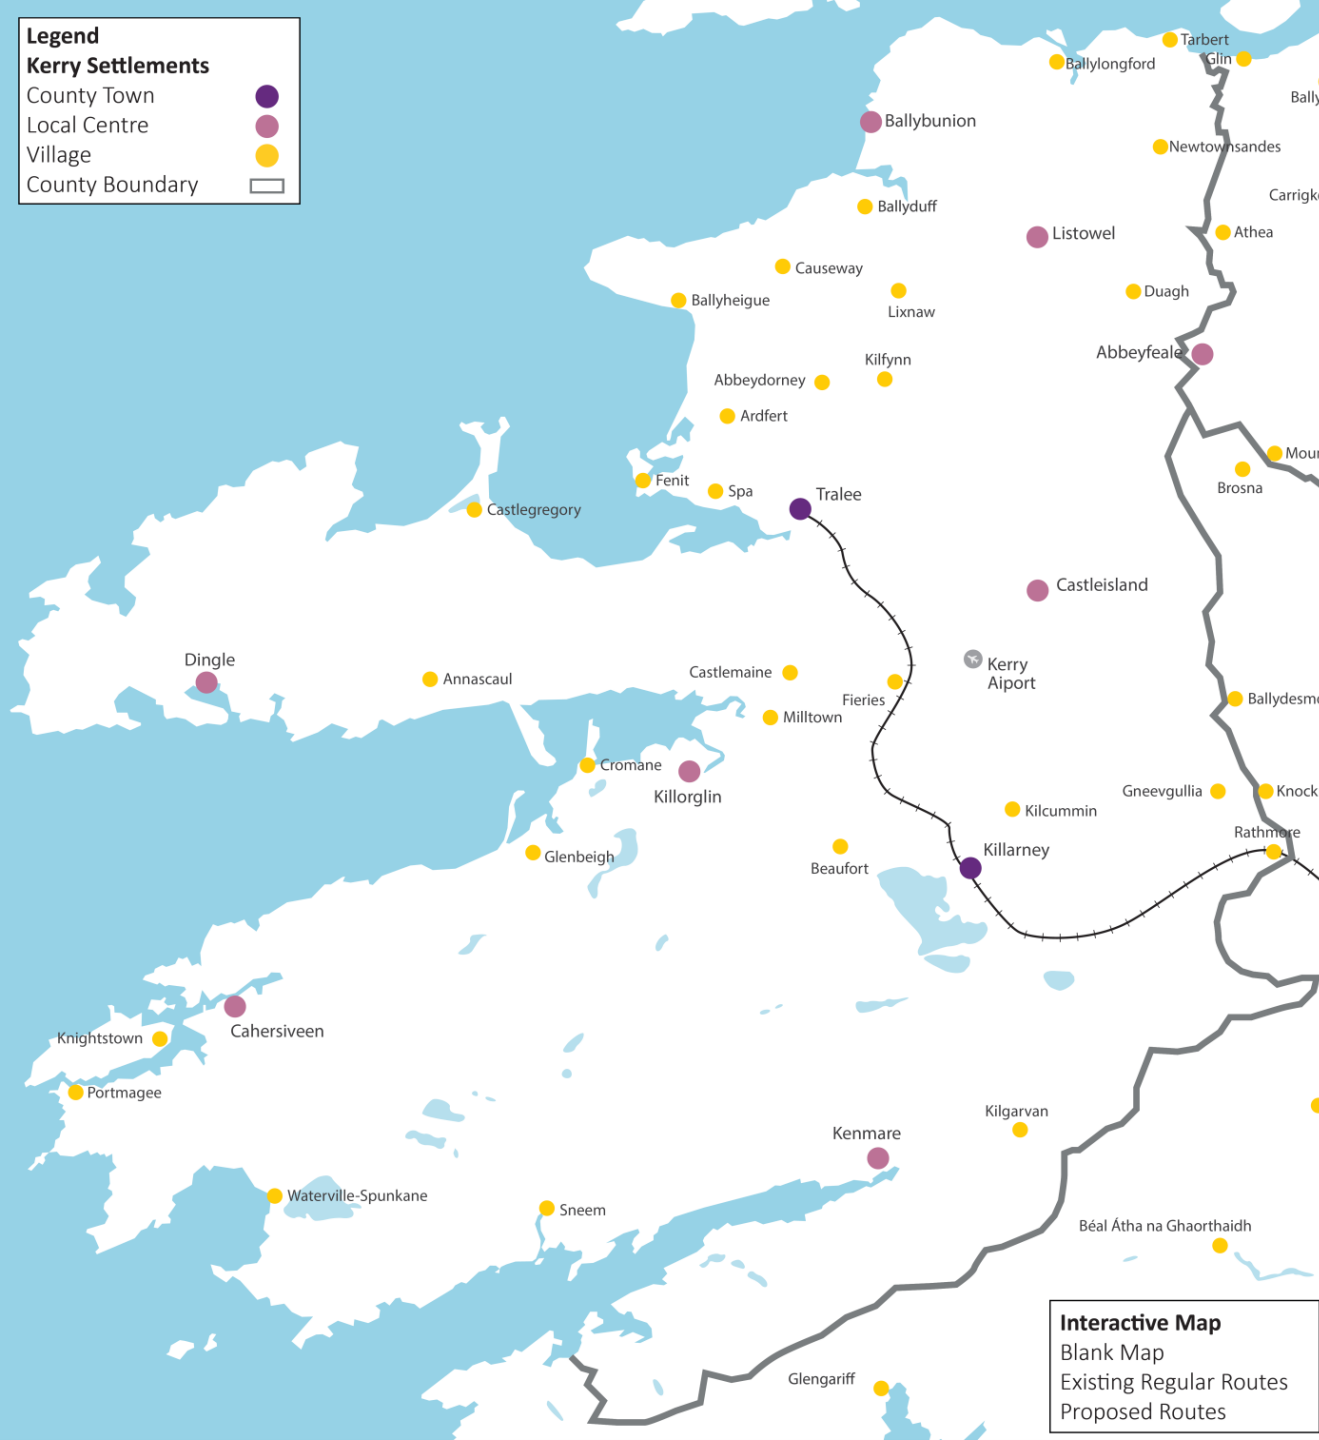 Legend
Kerry Settlements
County Town
Local Centre
Village
County Boundary
Tarbert
Glin
Ballylongford
Bally
Ballybunion
Newtownsandes
Carrigk
Ballyduff
Listowel
Athea
Causeway
Ballyheigue
Lixnaw
Duagh
Abbeyfeale
Kilfynn
Abbeydorney
Ardfert
Moun
Brosna
Fenit
Spa
Tralee
Castlegregory
Castleisland
Dingle
Annascaul
Castlemaine
Kerry
Aiport
Fieries
Ballydesmo
Milltown
Cromane
Killorglin
Gneevgullia
Knock
Kilcummin
Rathmore
Glenbeigh
Beaufort
Killarney
Cahersiveen
Knightstown
Portmagee
Kilgarvan
Kenmare
Waterville-Spunkane
Sneem
Béal Átha na Ghaorthaidh
Glengariff
Interactive Map
Blank Map
Existing Regular Routes
Proposed Routes